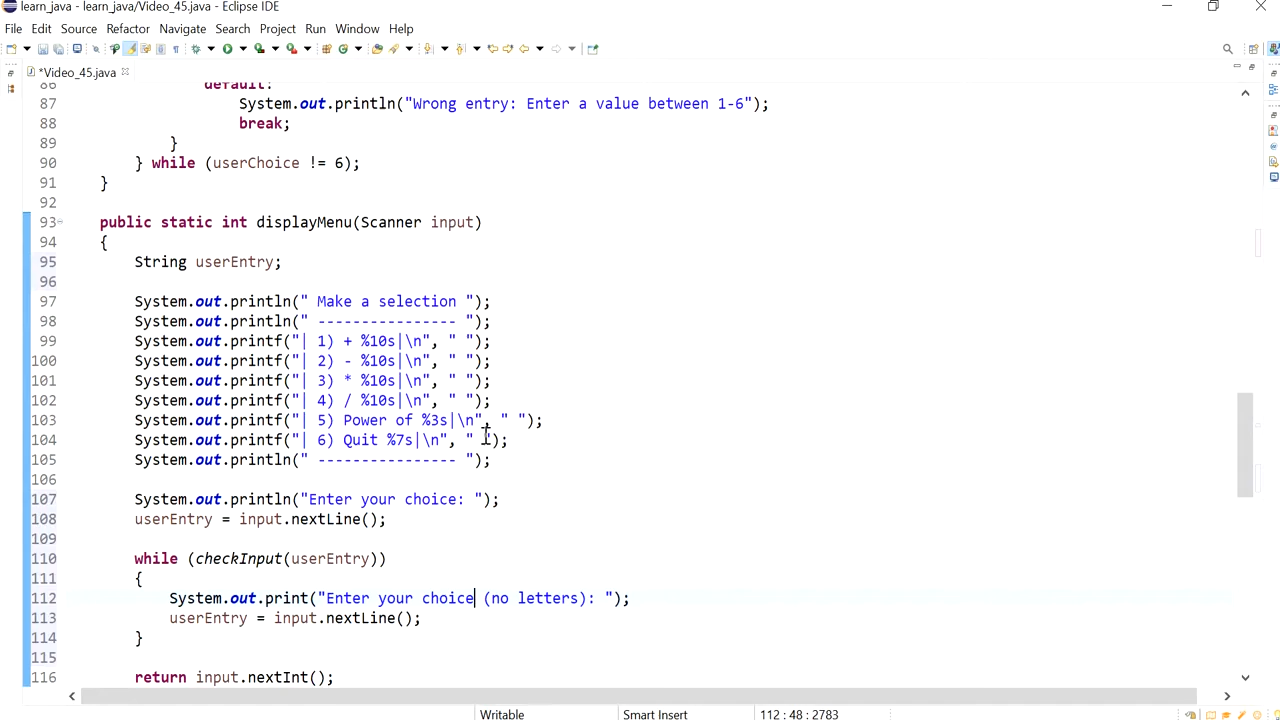 learn_java - learn_java/Video_45.java - Eclipse IDE
File Edit Source Refactor Navigate Search Project Run Window Help
*Video_45.java
86 default:
87 System.out.println("Wrong entry: Enter a value between 1-6");
88 break;
89 }
90 } while (userChoice != 6);
91 }
92
93 public static int displayMenu(Scanner input)
94 {
95 String userEntry;
96
97 System.out.println(" Make a selection ");
98 System.out.println(" ---------------- ");
99 System.out.printf("| 1) + %10s|\n", " ");
100 System.out.printf("| 2) - %10s|\n", " ");
101 System.out.printf("| 3) * %10s|\n", " ");
102 System.out.printf("| 4) / %10s|\n", " ");
103 System.out.printf("| 5) Power of %3s|\n", " ");
104 System.out.printf("| 6) Quit %7s|\n", " ");
105 System.out.println(" ---------------- ");
106
107 System.out.println("Enter your choice: ");
108 userEntry = input.nextLine();
109
110 while (checkInput(userEntry))
111 {
112 System.out.print("Enter your choice (no letters): ");
113 userEntry = input.nextLine();
114 }
115
116 return input.nextInt();
Writable Smart Insert 112 : 48 : 2783